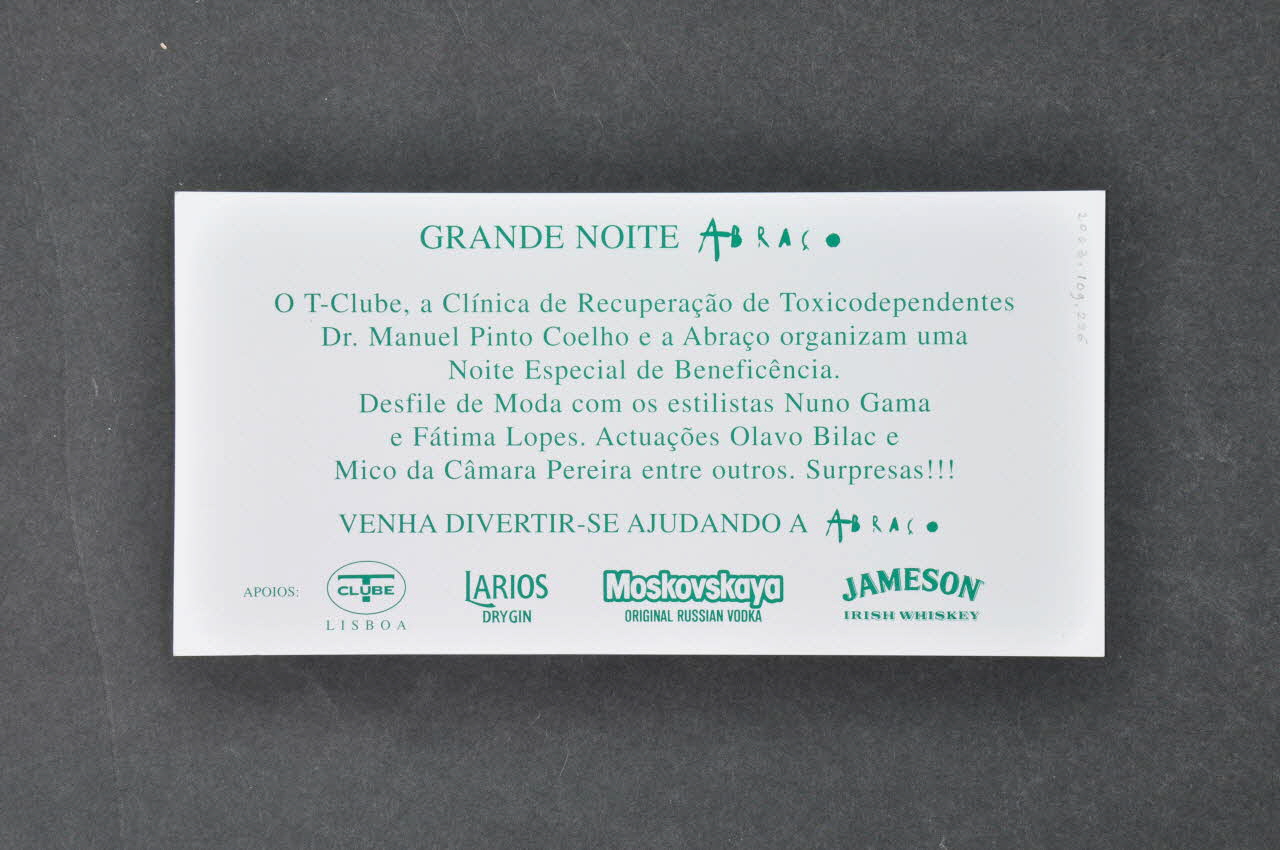 GRANDE NOITE ABRAÇO
O T-Clube, a Clínica de Recuperação de Toxicodependentes
Dr. Manuel Pinto Coelho e a Abraço organizam uma
Noite Especial de Beneficência.
Desfile de Moda com os estilistas Nuno Gama
e Fátima Lopes. Actuações Olavo Bilac e
Mico da Câmara Pereira entre outros. Surpresas!!!
VENHA DIVERTIR-SE AJUDANDO A ABRAÇO
APOIOS:
T
CLUBE
LISBOA
LARIOS
DRYGIN
Moskovskaya
ORIGINAL RUSSIAN VODKA
JAMESON
IRISH WHISKEY